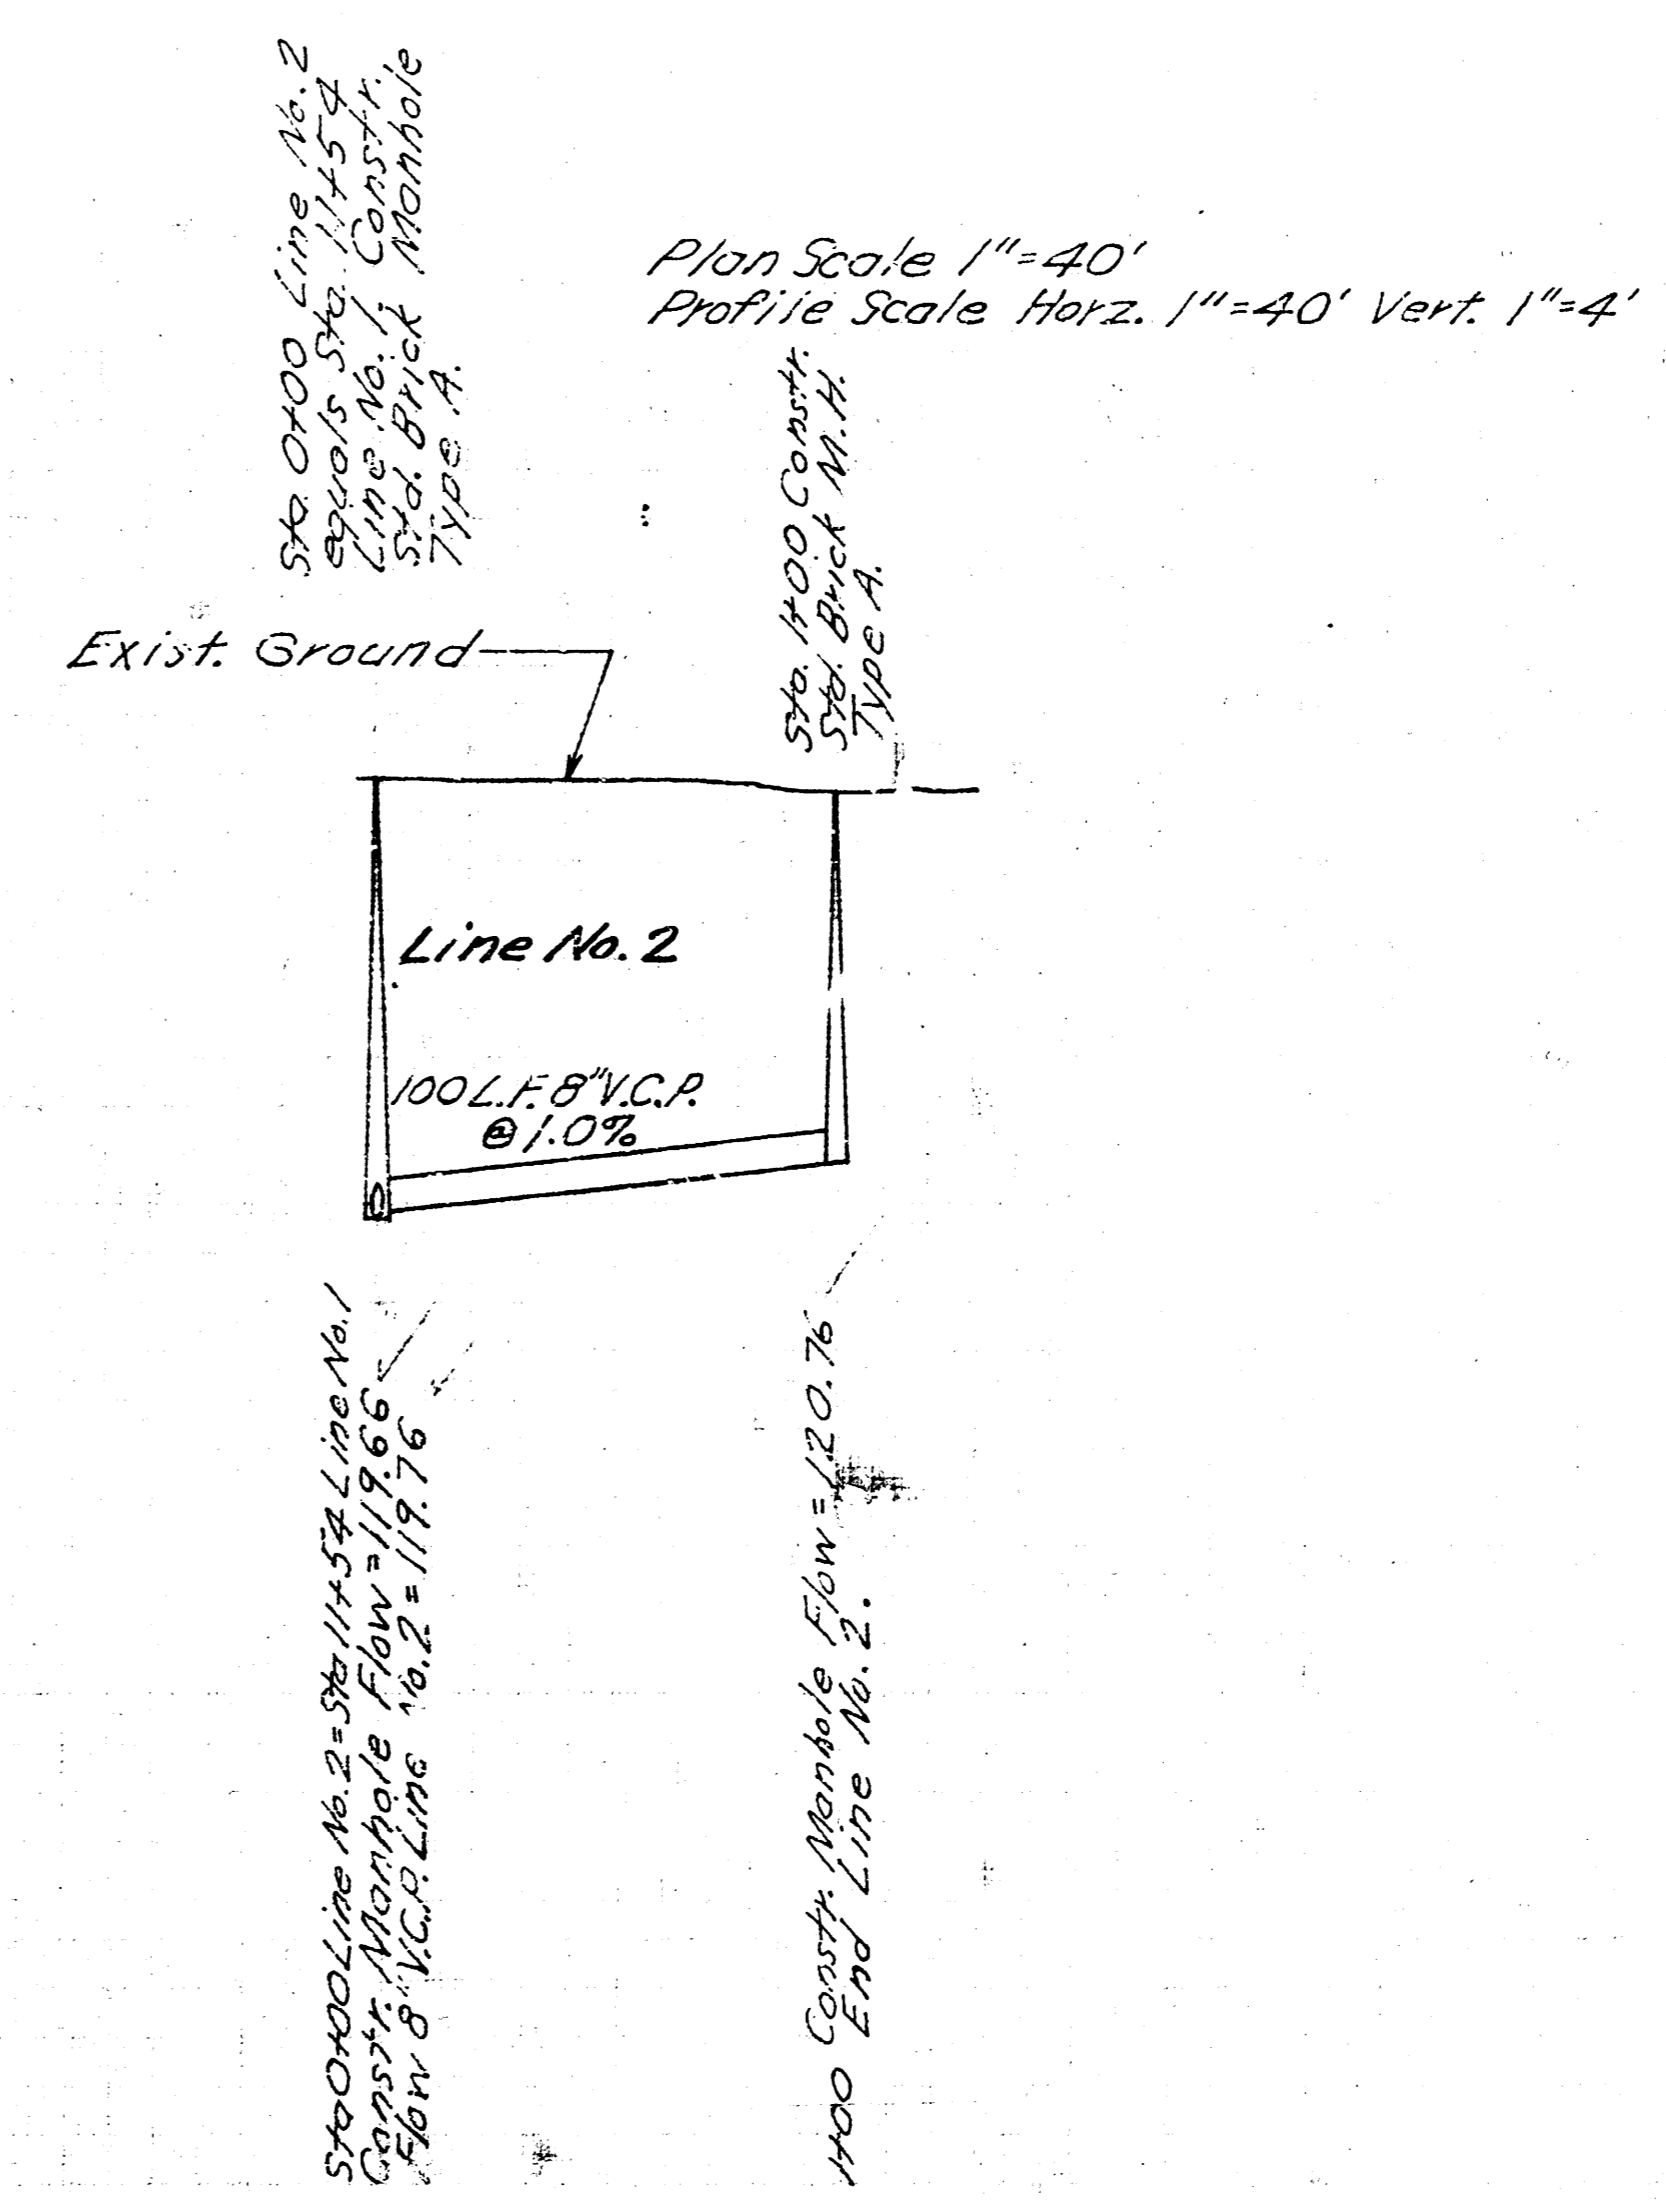 Sta. 0+00 Line No. 2
equals Sta. 11+54
Line No. 1 Constr.
Std. Brick Manhole
Type A.
Plan Scale 1"=40'
Profile Scale Horz. 1"=40' Vert. 1"=4'
Sta. 1+00 Constr.
Std. Brick M.H.
Type A.
Exist. Ground
Line No. 2
100 L.F. 8" V.C.P.
@ 1.0%
Sta 0+00 Line No. 2 = Sta 11+54 Line No. 1
Constr. Manhole Flow = 119.66
Flow 8" V.C.P. Line No. 2 = 119.76
1+00 Constr. Manhole Flow = 120.76
End Line No. 2.